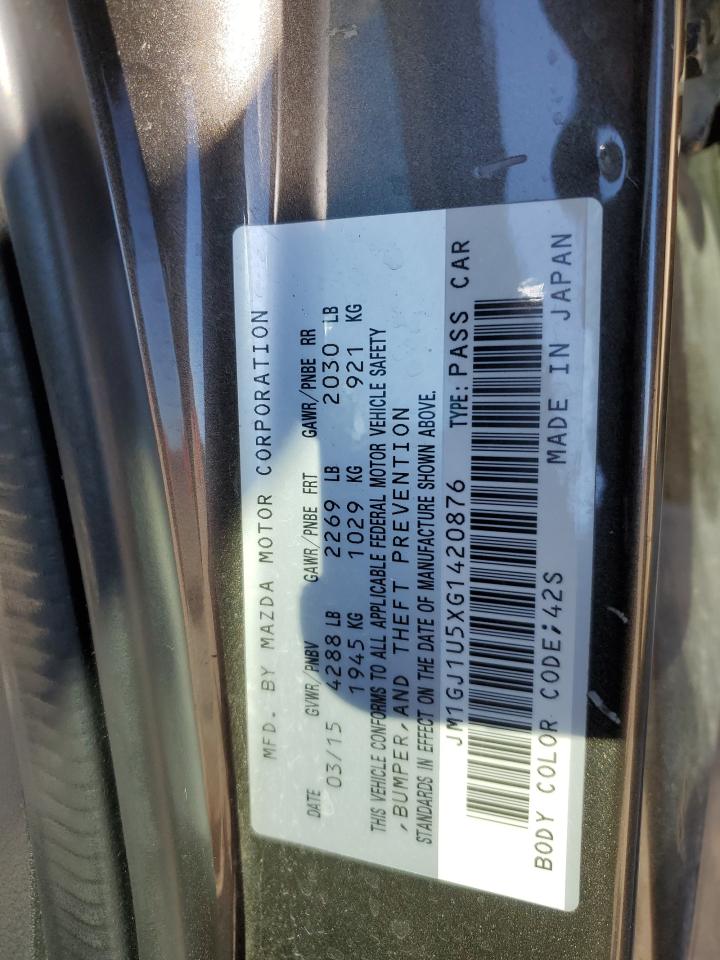 MFD. BY MAZDA MOTOR CORPORATION
DATE GVWR/PNBV GAWR/PNBE FRT GAWR/PNBE RR
03/15 4288 LB 2269 LB 2030 LB
1945 KG 1029 KG 921 KG
THIS VEHICLE CONFORMS TO ALL APPLICABLE FEDERAL MOTOR VEHICLE SAFETY
,BUMPER,AND THEFT PREVENTION
STANDARDS IN EFFECT ON THE DATE OF MANUFACTURE SHOWN ABOVE.
JM1GJ1U5XG1420876 TYPE: PASS CAR
BODY COLOR CODE;42S MADE IN JAPAN